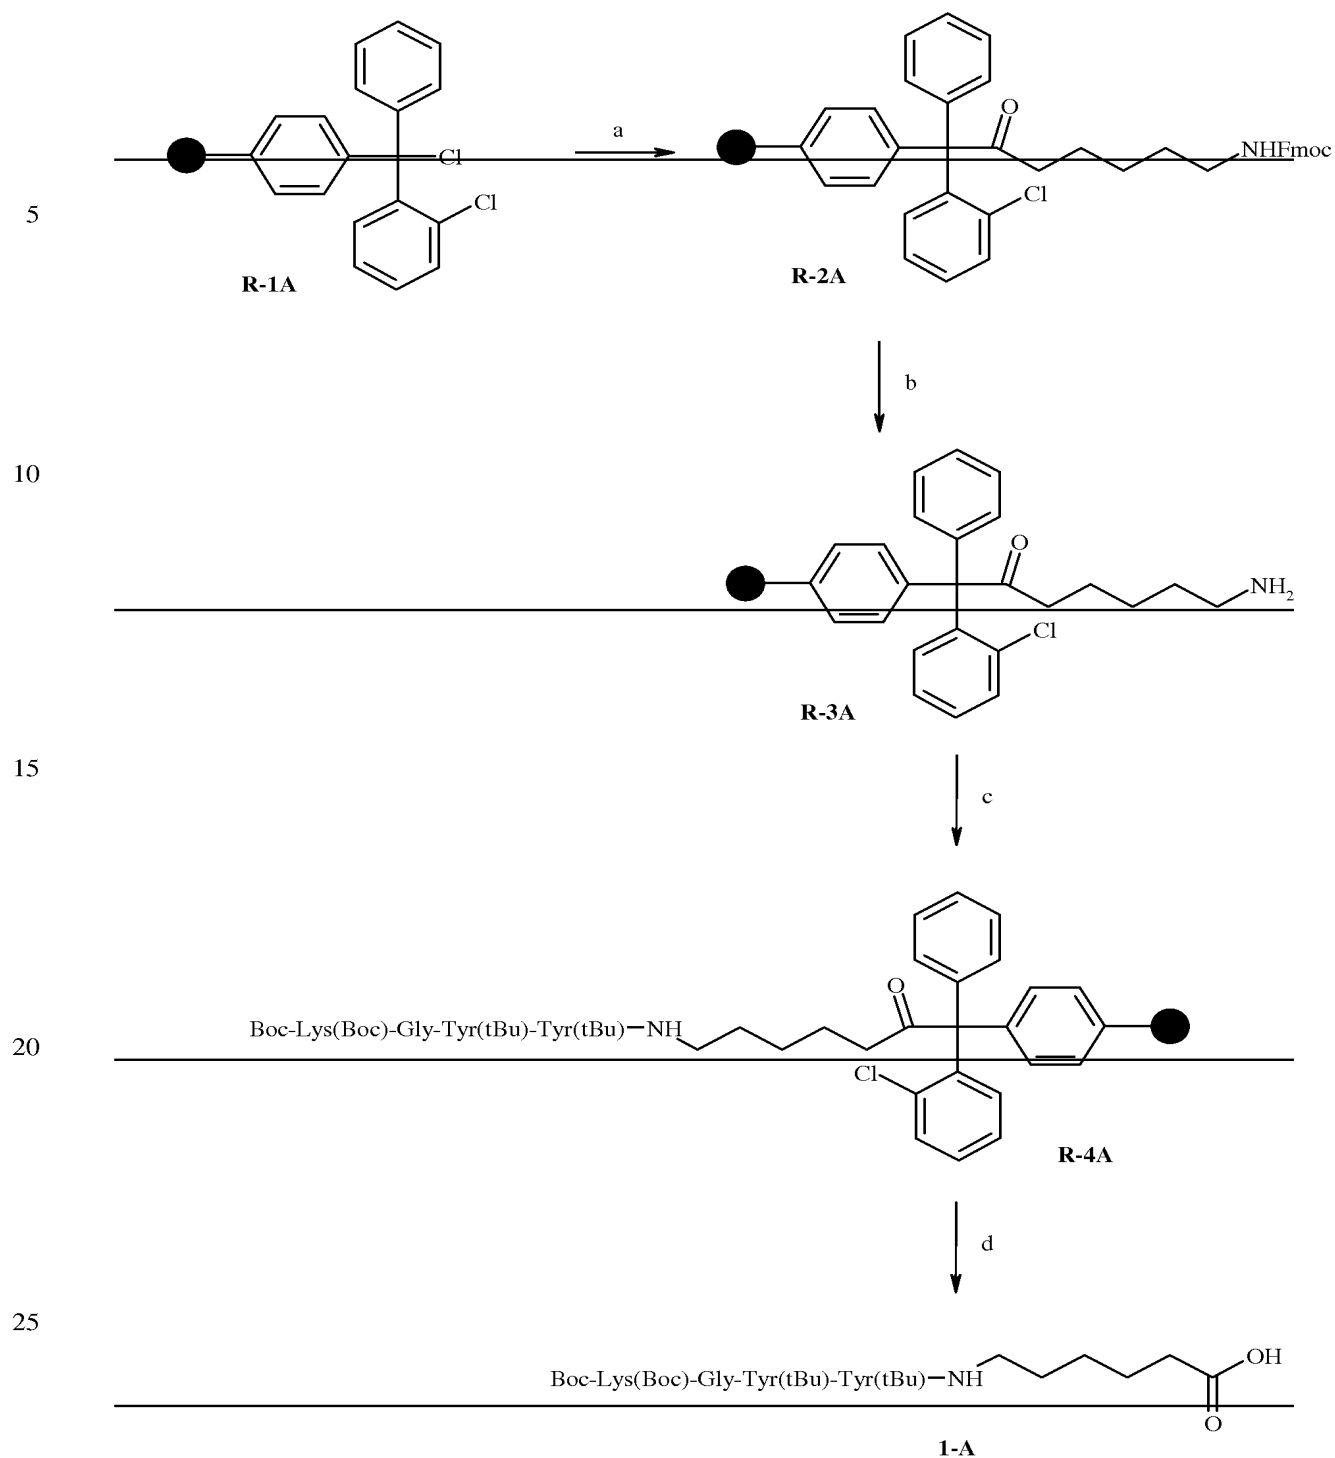 a
O
NHFmoc
Cl
Cl
Cl
5
R-1A
R-2A
b
10
O
NH2
Cl
R-3A
15
c
O
Boc-Lys(Boc)-Gly-Tyr(tBu)-Tyr(tBu)—NH
20
Cl
R-4A
d
25
OH
Boc-Lys(Boc)-Gly-Tyr(tBu)-Tyr(tBu)—NH
O
1-A